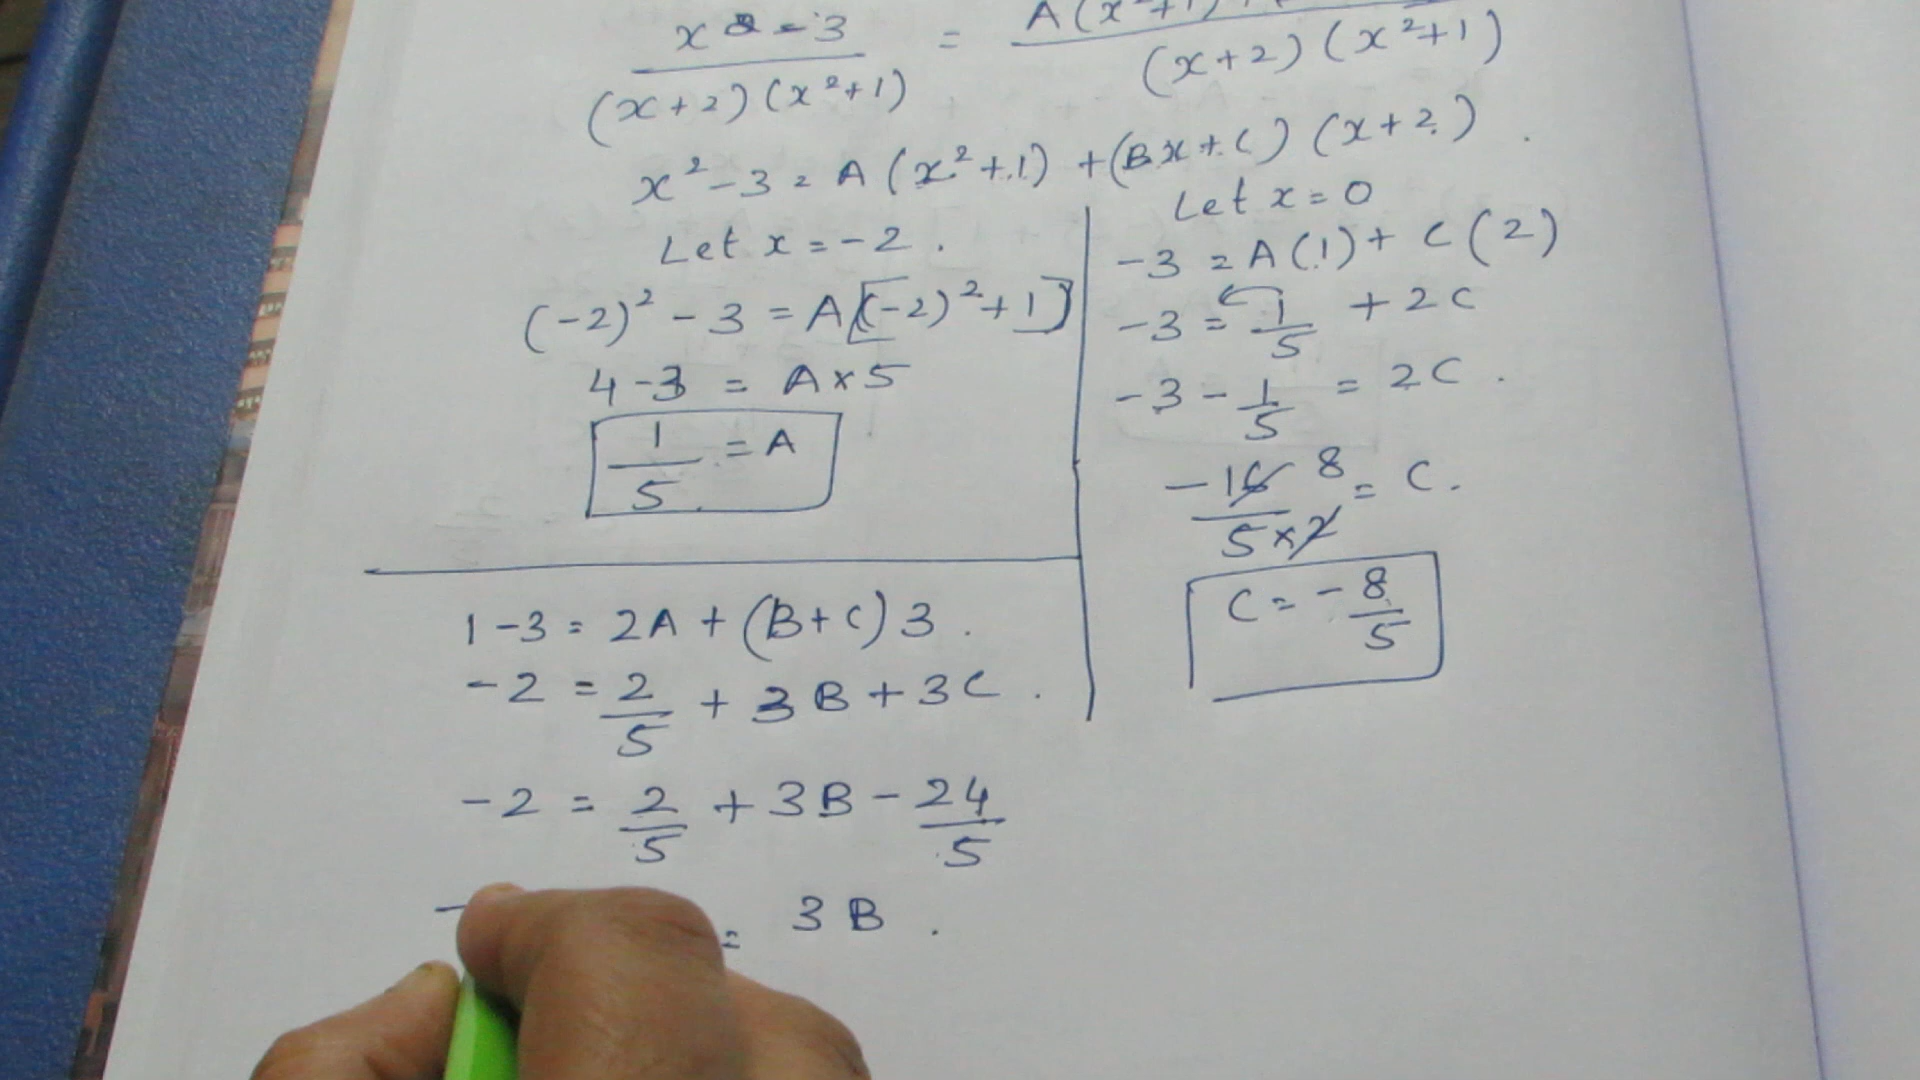 x2 - 3 / (x+2)(x²+1) = A(x²+1) / (x+2)(x²+1)
x² - 3 = A(x²+1) + (Bx+C)(x+2).
Let x = -2.
(-2)² - 3 = A[(-2)²+1]
4 - 3 = A×5
1/5 = A
Let x = 0
-3 = A(1) + C(2)
-3 = 1/5 + 2C
-3 - 1/5 = 2C.
-16 8 / 5×2 = C.
C = -8/5
1 - 3 = 2A + (B+C)3.
-2 = 2/5 + 3B + 3C.
-2 = 2/5 + 3B - 24/5
- = 3B.